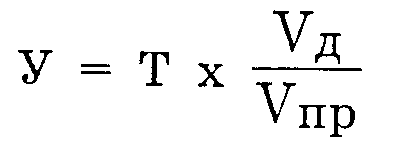 У = Т х Vд / Vпр